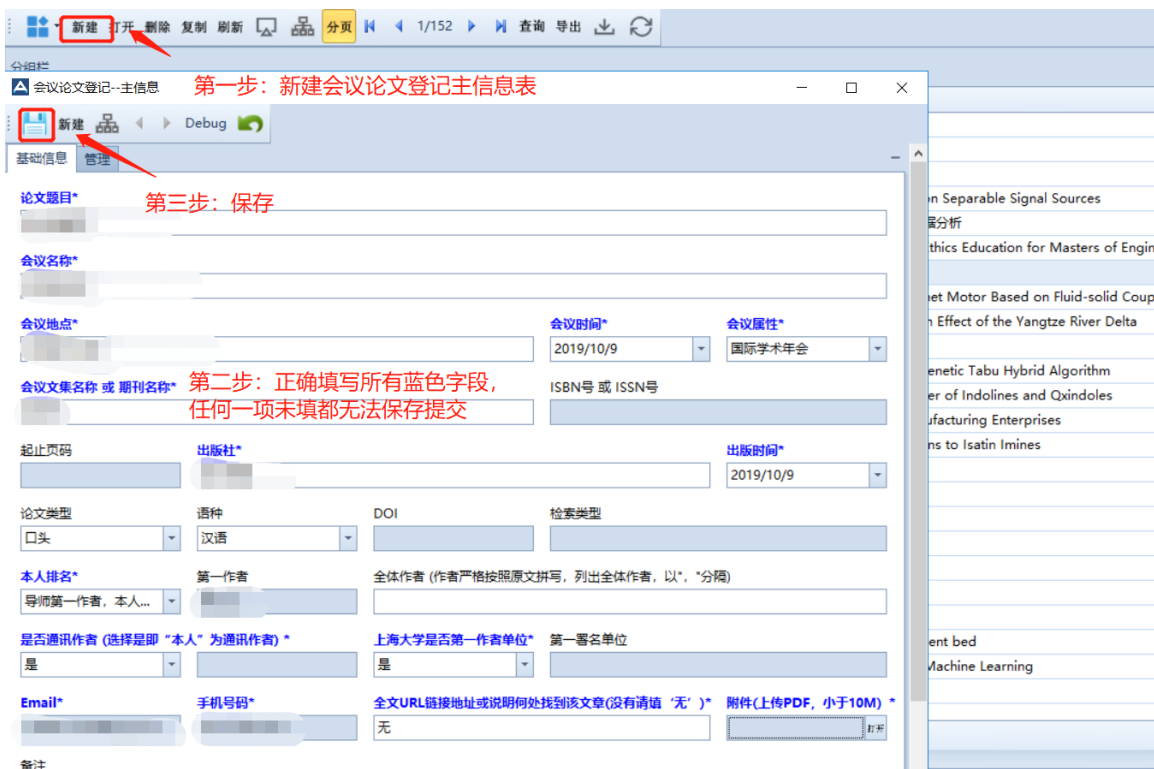 新建 打开 删除 复制 刷新 分页 1/152 查询 导出
分组栏
会议论文登记--主信息
第一步：新建会议论文登记主信息表
新建 Debug
基础信息 管理
第三步：保存
论文题目*
会议名称*
会议地点* 会议时间* 会议属性*
2019/10/9 国际学术年会
会议文集名称 或 期刊名称* ISBN号 或 ISSN号
第二步：正确填写所有蓝色字段，
任何一项未填都无法保存提交
起止页码 出版社* 出版时间*
2019/10/9
论文类型 语种 DOI 检索类型
口头 汉语
本人排名* 第一作者 全体作者 (作者严格按照原文拼写，列出全体作者，以"，"分隔)
导师第一作者，本人...
是否通讯作者 (选择是即“本人”为通讯作者) * 上海大学是否第一作者单位* 第一署名单位
是 是
Email* 手机号码* 全文URL链接地址或说明何处找到该文章(没有请填‘无’)* 附件(上传PDF，小于10M) *
无 打开
备注
on Separable Signal Sources
据分析
thics Education for Masters of Engin
net Motor Based on Fluid-solid Coup
n Effect of the Yangtze River Delta
enetic Tabu Hybrid Algorithm
er of Indolines and Qxindoles
ufacturing Enterprises
ns to Isatin Imines
ent bed
Machine Learning